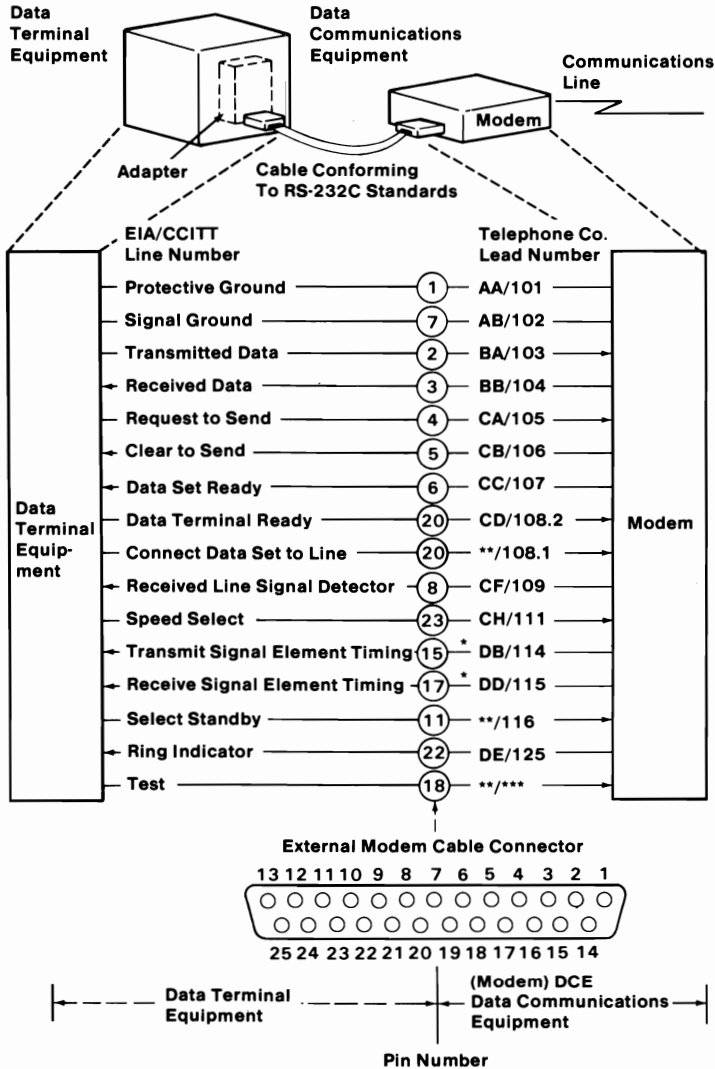 Data
Terminal
Equipment
Data
Communications
Equipment
Communications
Line
Modem
Adapter
Cable Conforming
To RS-232C Standards
EIA/CCITT
Line Number
Telephone Co.
Lead Number
Protective Ground 1 AA/101
Signal Ground 7 AB/102
Transmitted Data 2 BA/103
Received Data 3 BB/104
Request to Send 4 CA/105
Clear to Send 5 CB/106
Data Set Ready 6 CC/107
Data Terminal Ready 20 CD/108.2
Connect Data Set to Line 20 **/108.1
Received Line Signal Detector 8 CF/109
Speed Select 23 CH/111
Transmit Signal Element Timing 15 * DB/114
Receive Signal Element Timing 17 * DD/115
Select Standby 11 **/116
Ring Indicator 22 DE/125
Test 18 **/***
Data
Terminal
Equip-
ment
Modem
External Modem Cable Connector
13 12 11 10 9 8 7 6 5 4 3 2 1
25 24 23 22 21 20 19 18 17 16 15 14
Data Terminal
Equipment
(Modem) DCE
Data Communications
Equipment
Pin Number